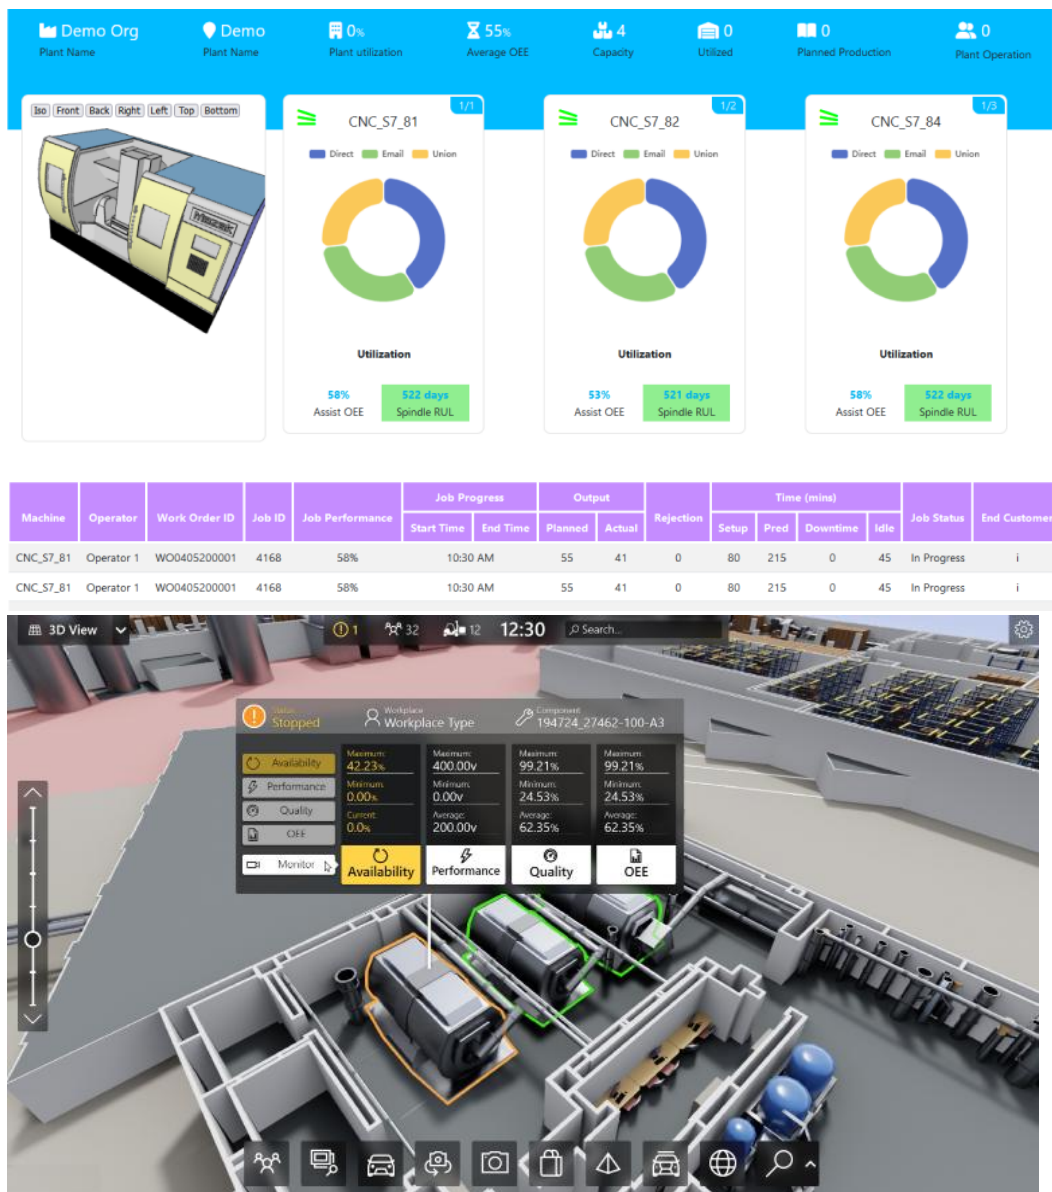 Demo Org
Plant Name
Demo
Plant Name
0%
Plant utilization
55%
Average OEE
4
Capacity
0
Utilized
0
Planned Production
0
Plant Operation
Iso Front Back Right Left Top Bottom
Mazak
1/1
CNC_S7_81
Direct Email Union
Utilization
58%
Assist OEE
522 days
Spindle RUL
1/2
CNC_S7_82
Direct Email Union
Utilization
53%
Assist OEE
521 days
Spindle RUL
1/3
CNC_S7_84
Direct Email Union
Utilization
58%
Assist OEE
522 days
Spindle RUL
Machine Operator Work Order ID Job ID Job Performance Job Progress Output Rejection Time (mins) Job Status End Customer
Start Time End Time Planned Actual Setup Pred Downtime Idle
CNC_S7_81 Operator 1 WO0405200001 4168 58% 10:30 AM 55 41 0 80 215 0 45 In Progress i
CNC_S7_81 Operator 1 WO0405200001 4168 58% 10:30 AM 55 41 0 80 215 0 45 In Progress i
3D View
1 32 12 12:30 Search...
Status
Stopped
Workplace
Workplace Type
Component
194724_27462-100-A3
Availability
Performance
Quality
OEE
Monitor
Maximum:
42.23%
Minimum:
0.00%
Current:
0.0%
Availability
Maximum:
400.00v
Minimum:
0.00v
Average:
200.00v
Performance
Maximum:
99.21%
Minimum:
24.53%
Average:
62.35%
Quality
Maximum:
99.21%
Minimum:
24.53%
Average:
62.35%
OEE